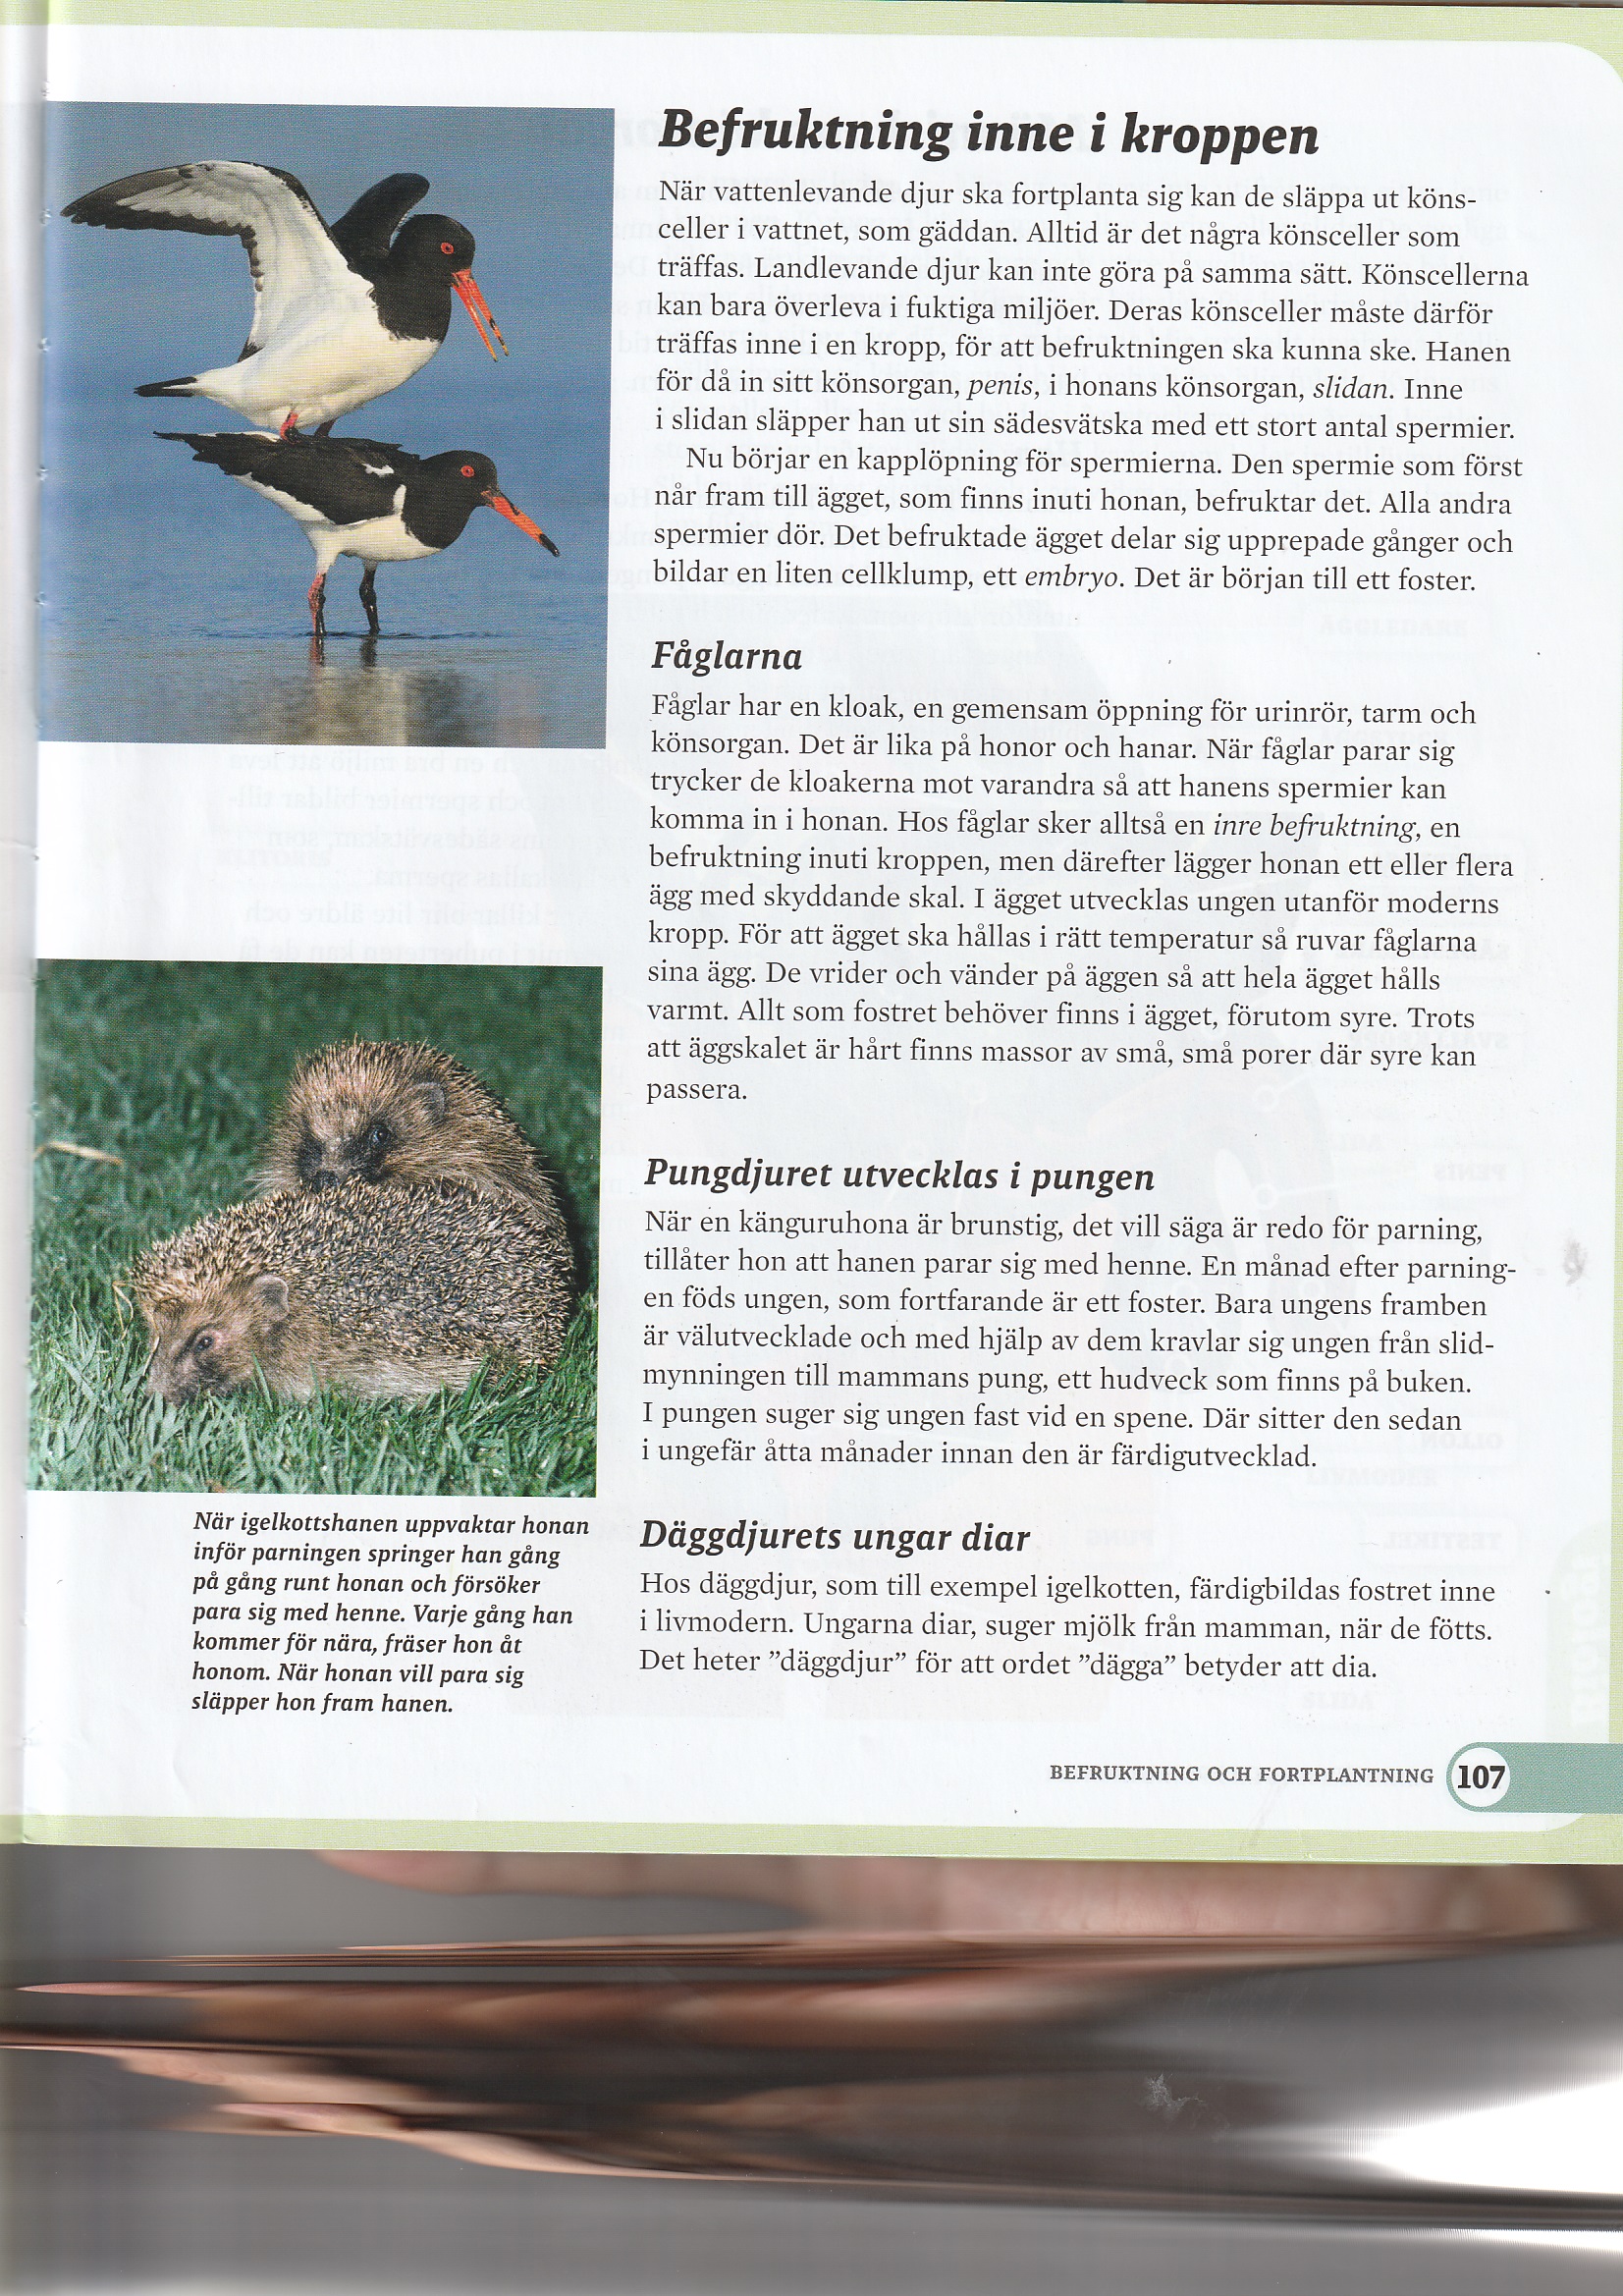 Befruktning inne i kroppen
När vattenlevande djur ska fortplanta sig kan de släppa ut köns-
celler i vattnet, som gäddan. Alltid är det några könsceller som
träffas. Landlevande djur kan inte göra på samma sätt. Könscellerna
kan bara överleva i fuktiga miljöer. Deras könsceller måste därför
träffas inne i en kropp, för att befruktningen ska kunna ske. Hanen
för då in sitt könsorgan, penis, i honans könsorgan, slidan. Inne
i slidan släpper han ut sin sädesvätska med ett stort antal spermier.
Nu börjar en kapplöpning för spermierna. Den spermie som först
når fram till ägget, som finns inuti honan, befruktar det. Alla andra
spermier dör. Det befruktade ägget delar sig upprepade gånger och
bildar en liten cellklump, ett embryo. Det är början till ett foster.
Fåglarna
Fåglar har en kloak, en gemensam öppning för urinrör, tarm och
könsorgan. Det är lika på honor och hanar. När fåglar parar sig
trycker de kloakerna mot varandra så att hanens spermier kan
komma in i honan. Hos fåglar sker alltså en inre befruktning, en
befruktning inuti kroppen, men därefter lägger honan ett eller flera
ägg med skyddande skal. I ägget utvecklas ungen utanför moderns
kropp. För att ägget ska hållas i rätt temperatur så ruvar fåglarna
sina ägg. De vrider och vänder på äggen så att hela ägget hålls
varmt. Allt som fostret behöver finns i ägget, förutom syre. Trots
att äggskalet är hårt finns massor av små, små porer där syre kan
passera.
Pungdjuret utvecklas i pungen
När en känguruhona är brunstig, det vill säga är redo för parning,
tillåter hon att hanen parar sig med henne. En månad efter parning-
en föds ungen, som fortfarande är ett foster. Bara ungens framben
är välutvecklade och med hjälp av dem kravlar sig ungen från slid-
mynningen till mammans pung, ett hudveck som finns på buken.
I pungen suger sig ungen fast vid en spene. Där sitter den sedan
i ungefär åtta månader innan den är färdigutvecklad.
Däggdjurets ungar diar
Hos däggdjur, som till exempel igelkotten, färdigbildas fostret inne
i livmodern. Ungarna diar, suger mjölk från mamman, när de fötts.
Det heter ”däggdjur” för att ordet ”dägga” betyder att dia.
När igelkottshanen uppvaktar honan
inför parningen springer han gång
på gång runt honan och försöker
para sig med henne. Varje gång han
kommer för nära, fräser hon åt
honom. När honan vill para sig
släpper hon fram hanen.
BEFRUKTNING OCH FORTPLANTNING 107